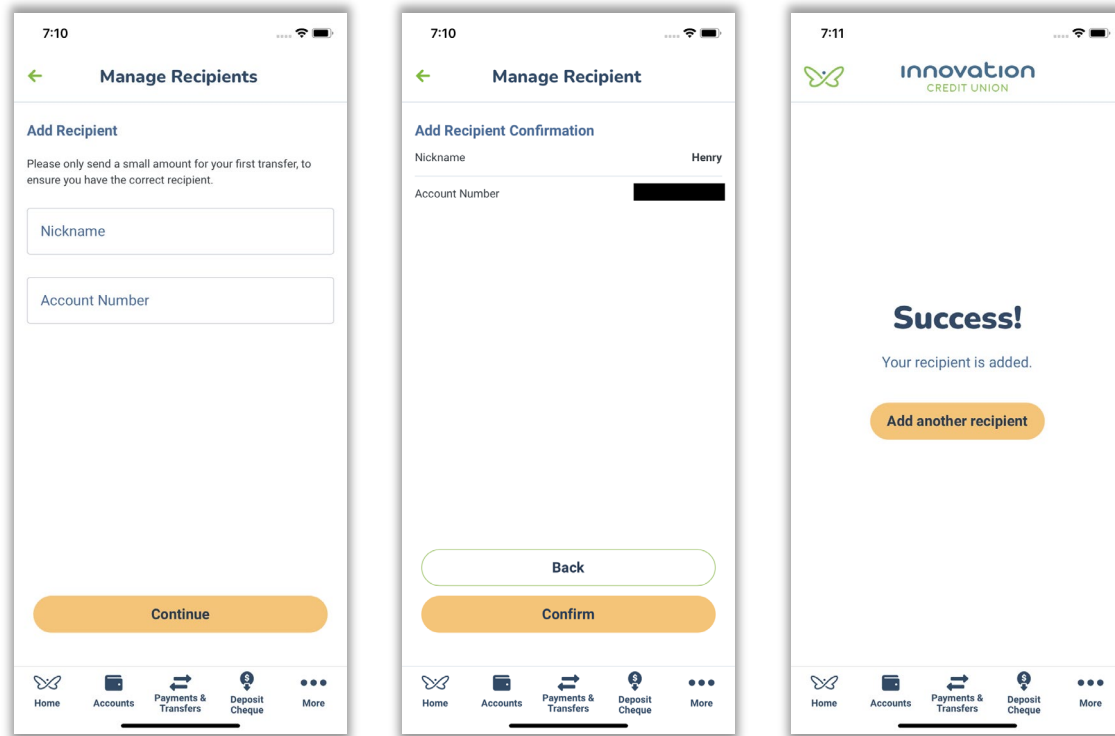 7:10
Manage Recipients
Add Recipient
Please only send a small amount for your first transfer, to
ensure you have the correct recipient.
Nickname
Account Number
Continue
Home
Accounts
Payments &
Transfers
Deposit
Cheque
More
7:10
Manage Recipient
Add Recipient Confirmation
Nickname Henry
Account Number
Back
Confirm
Home
Accounts
Payments &
Transfers
Deposit
Cheque
More
7:11
innovation
CREDIT UNION
Success!
Your recipient is added.
Add another recipient
Home
Accounts
Payments &
Transfers
Deposit
Cheque
More